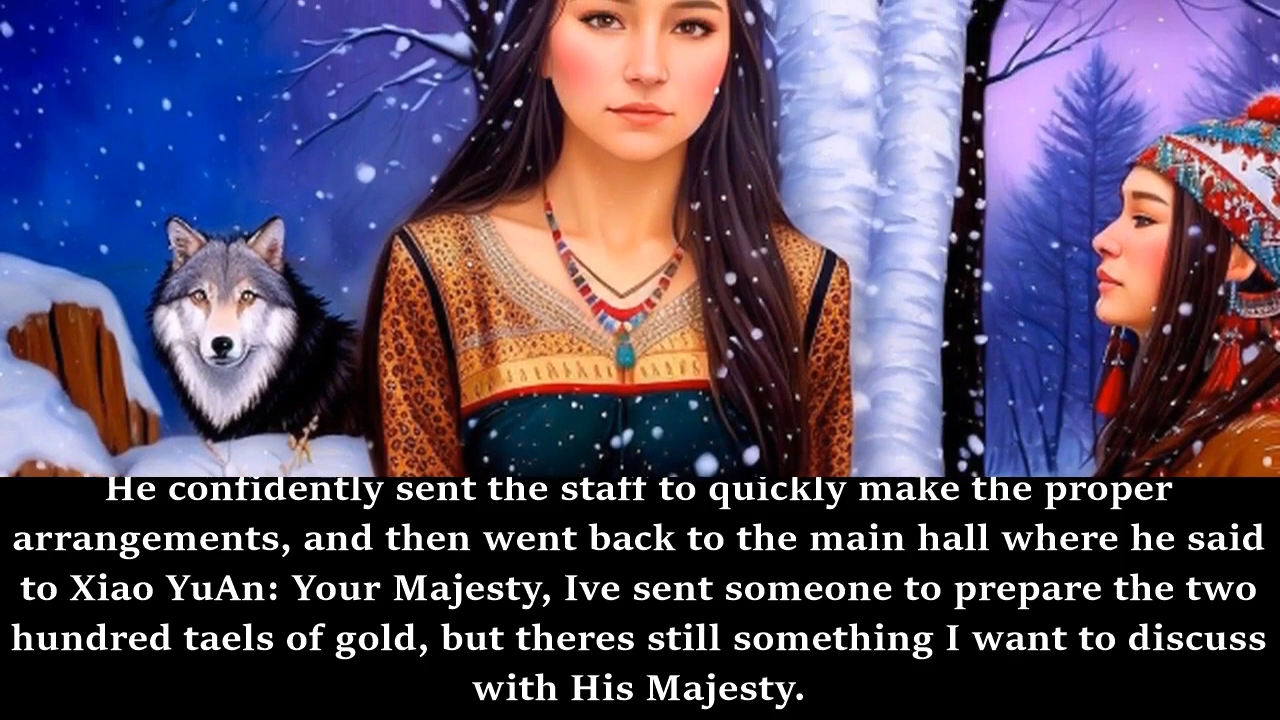 He confidently sent the staff to quickly make the proper
arrangements, and then went back to the main hall where he said
to Xiao YuAn: Your Majesty, Ive sent someone to prepare the two
hundred taels of gold, but theres still something I want to discuss
with His Majesty.